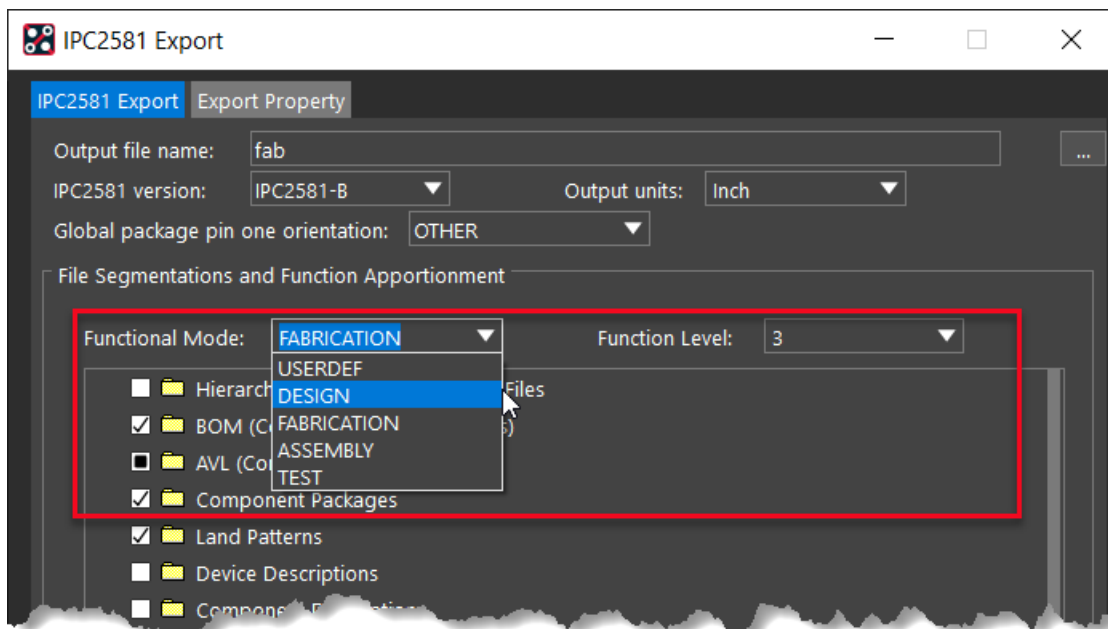 IPC2581 Export
IPC2581 Export Export Property
Output file name: fab ...
IPC2581 version: IPC2581-B Output units: Inch
Global package pin one orientation: OTHER
File Segmentations and Function Apportionment
Functional Mode: FABRICATION Function Level: 3
USERDEF
Hierarch Files
DESIGN
BOM (Co s)
FABRICATION
AVL (Co
ASSEMBLY
TEST
Component Packages
Land Patterns
Device Descriptions